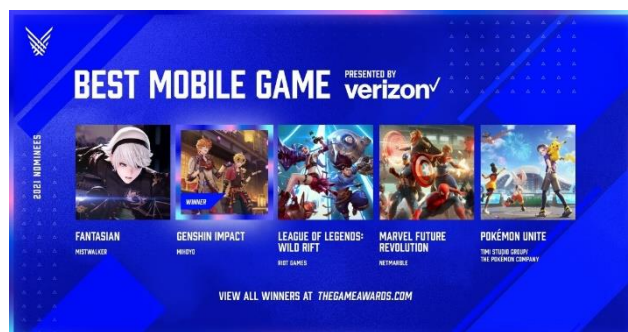 BEST MOBILE GAME
PRESENTED BY
verizon✓
2021 NOMINEES
WINNER
FANTASIAN
MISTWALKER
GENSHIN IMPACT
MIHOYO
LEAGUE OF LEGENDS:
WILD RIFT
RIOT GAMES
MARVEL FUTURE
REVOLUTION
NETMARBLE
POKÉMON UNITE
TIMI STUDIO GROUP/
THE POKEMON COMPANY
VIEW ALL WINNERS AT THEGAMEAWARDS.COM